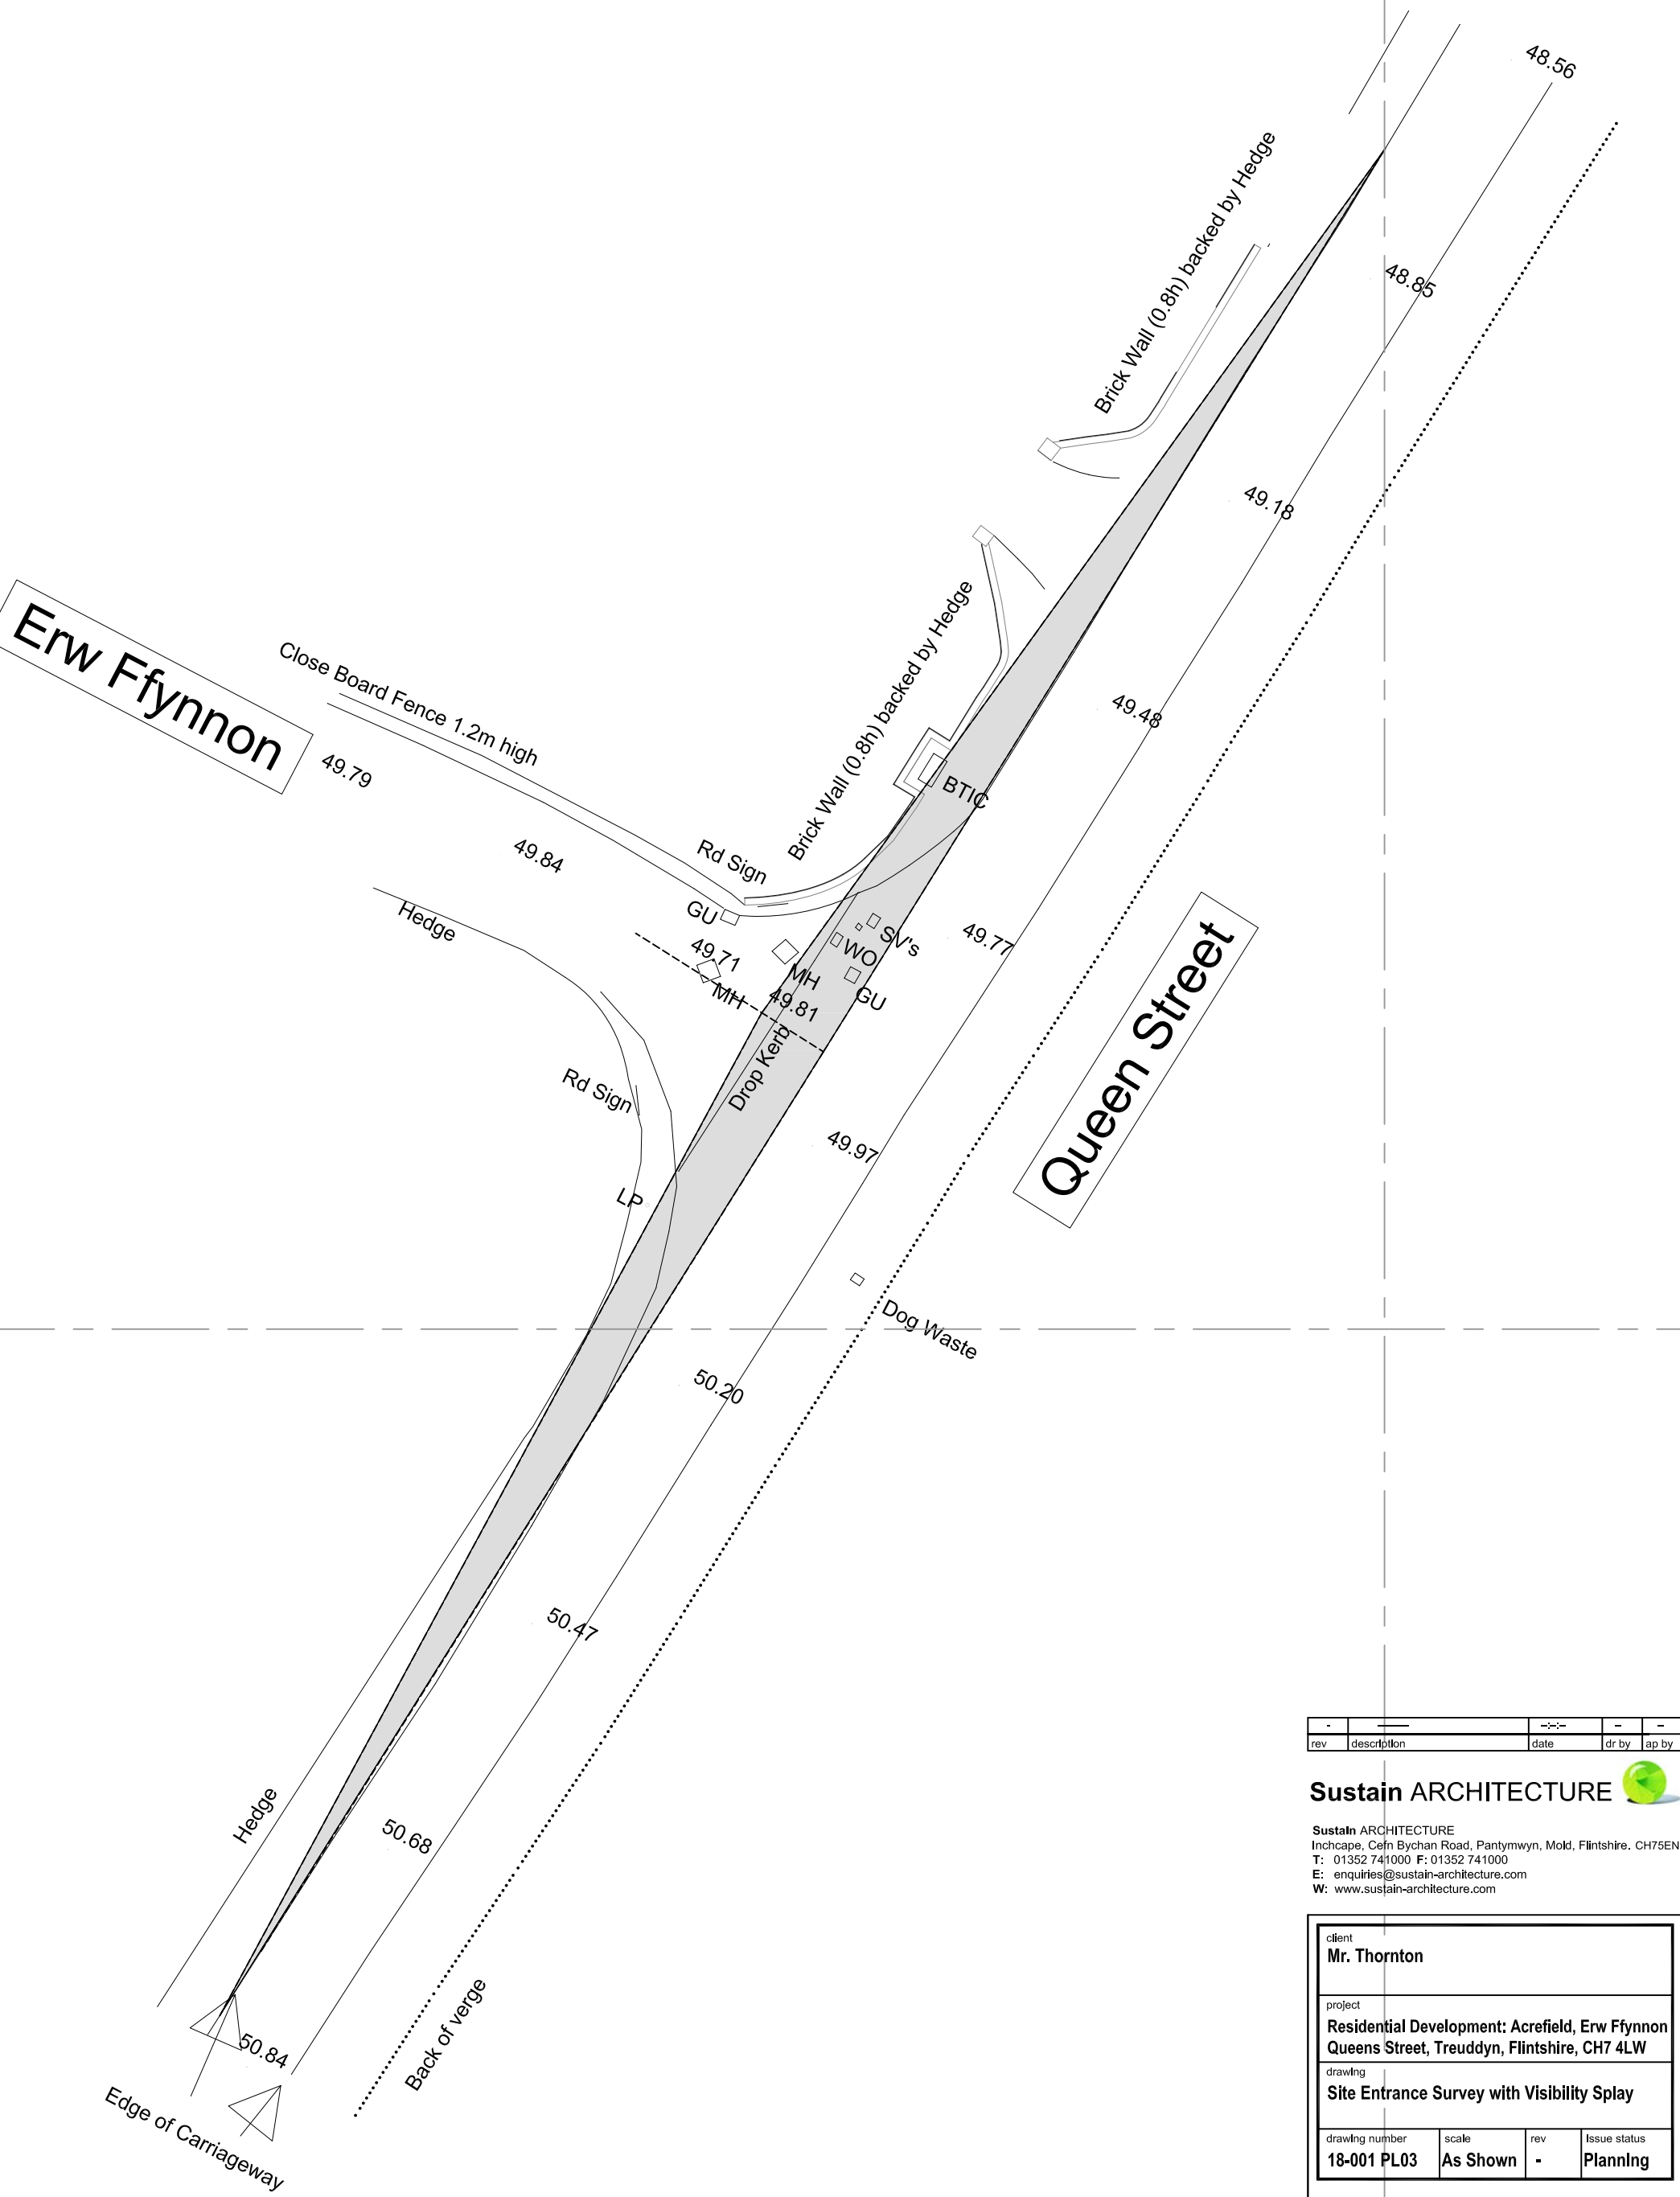 48.56
Brick Wall (0.8h) backed by Hedge
48.85
49.18
Erw Ffynnon
Close Board Fence 1.2m high
Brick Wall (0.8h) backed by Hedge
49.48
49.79
BTIC
49.84
Rd Sign
GU
Hedge
49.71
MH
MH
SV's
WO
GU
49.77
49.81
Drop Kerb
Queen Street
Rd Sign
49.97
LP
Dog Waste
50.20
50.47
Hedge
50.68
50.84
Back of verge
Edge of Carriageway
rev description date dr by ap by
Sustain ARCHITECTURE
Sustain ARCHITECTURE
Inchcape, Cefn Bychan Road, Pantymwyn, Mold, Flintshire. CH75EN
T: 01352 741000 F: 01352 741000
E: enquiries@sustain-architecture.com
W: www.sustain-architecture.com
client
Mr. Thornton
project
Residential Development: Acrefield, Erw Ffynnon
Queens Street, Treuddyn, Flintshire, CH7 4LW
drawing
Site Entrance Survey with Visibility Splay
drawing number scale rev Issue status
18-001 PL03 As Shown - Planning